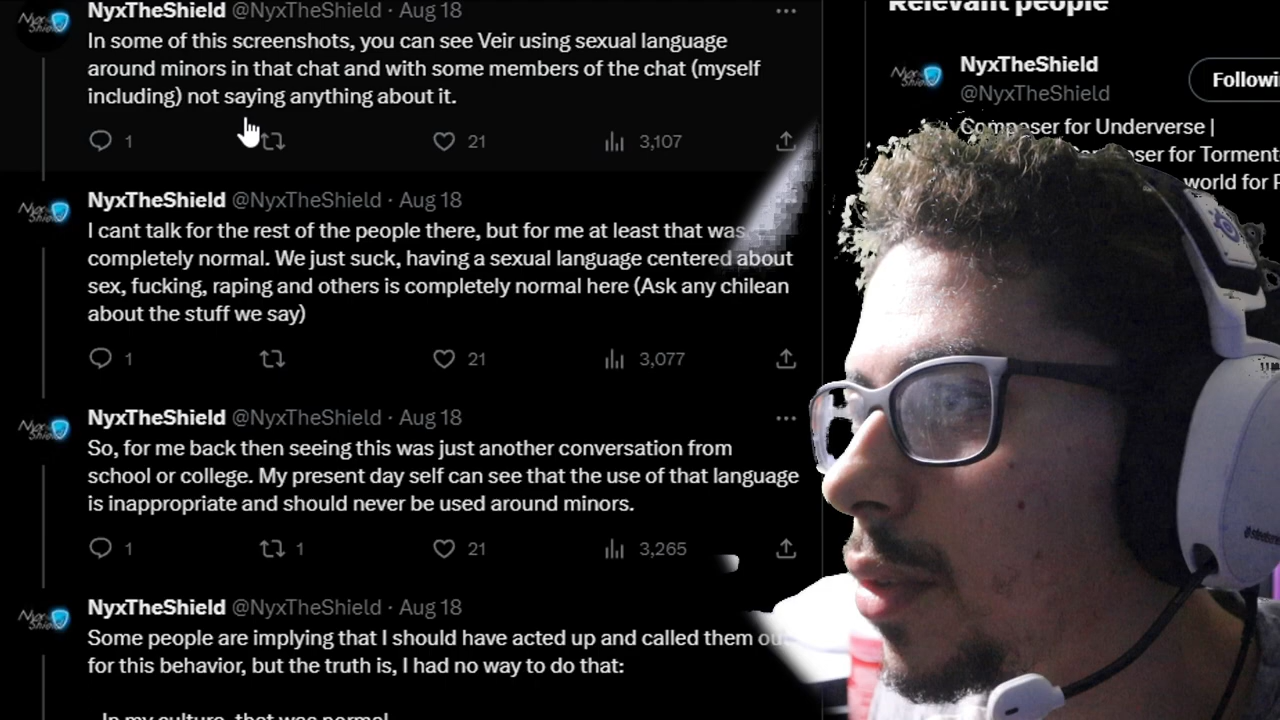 NyxTheShield @NyxTheShield · Aug 18
In some of this screenshots, you can see Veir using sexual language
around minors in that chat and with some members of the chat (myself
including) not saying anything about it.
1 21 3,107
NyxTheShield @NyxTheShield · Aug 18
I cant talk for the rest of the people there, but for me at least that was
completely normal. We just suck, having a sexual language centered about
sex, fucking, raping and others is completely normal here (Ask any chilean
about the stuff we say)
1 21 3,077
NyxTheShield @NyxTheShield · Aug 18
So, for me back then seeing this was just another conversation from
school or college. My present day self can see that the use of that language
is inappropriate and should never be used around minors.
1 1 21 3,265
NyxTheShield @NyxTheShield · Aug 18
Some people are implying that I should have acted up and called them
for this behavior, but the truth is, I had no way to do that:
In my culture, that was normal
Relevant people
NyxTheShield
@NyxTheShield
Composer for Underverse |
for
world for